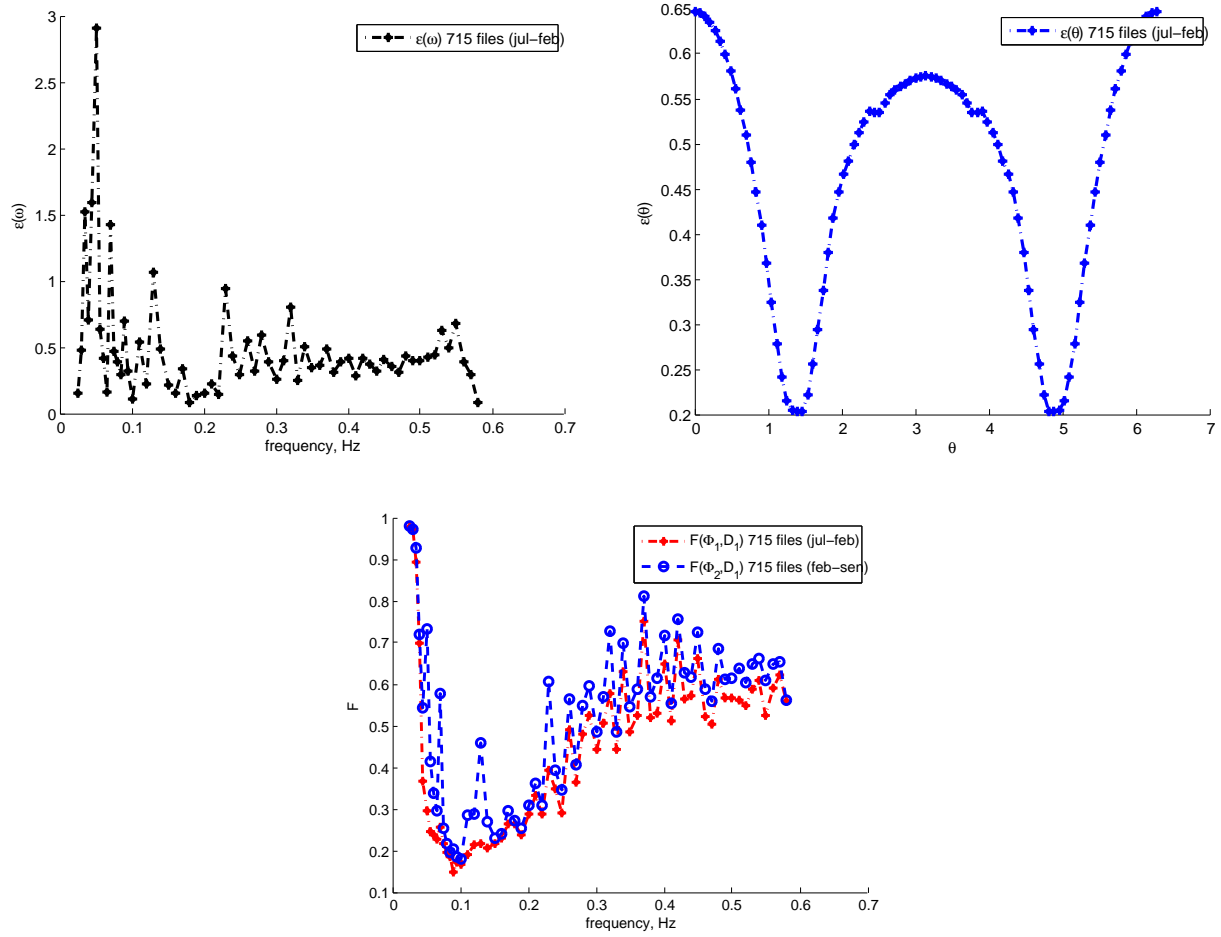 3
2.5
2
1.5
1
0.5
0
ε(ω)
0 0.1 0.2 0.3 0.4 0.5 0.6 0.7
frequency, Hz
ε(ω) 715 files (jul−feb)
0.65
0.6
0.55
0.5
0.45
0.4
0.35
0.3
0.25
0.2
ε(θ)
0 1 2 3 4 5 6 7
θ
ε(θ) 715 files (jul−feb)
1
0.9
0.8
0.7
0.6
0.5
0.4
0.3
0.2
0.1
F
0 0.1 0.2 0.3 0.4 0.5 0.6 0.7
frequency, Hz
F(Φ₁,D₁) 715 files (jul−feb)
F(Φ₂,D₁) 715 files (feb−sen)